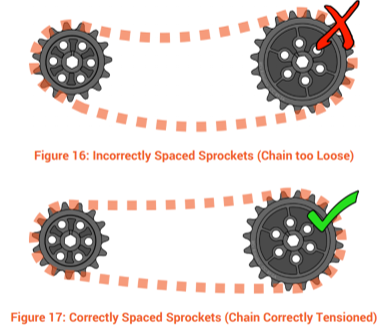 Figure 16: Incorrectly Spaced Sprockets (Chain too Loose)
Figure 17: Correctly Spaced Sprockets (Chain Correctly Tensioned)